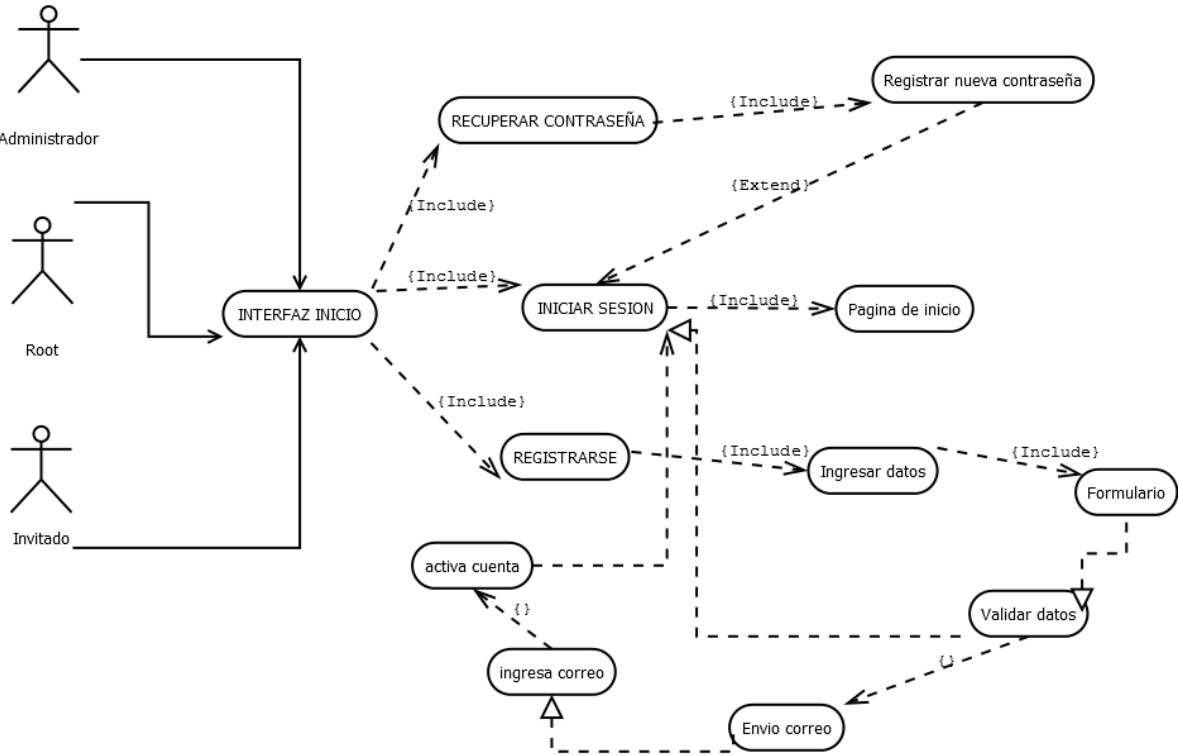 Administrador
Registrar nueva contraseña
{Include}
RECUPERAR CONTRASEÑA
{Extend}
{Include}
Root
{Include}
INTERFAZ INICIO
INICIAR SESION
{Include}
Pagina de inicio
{Include}
REGISTRARSE
{Include}
Ingresar datos
{Include}
Formulario
Invitado
activa cuenta
{}
Validar datos
ingresa correo
{}
Envio correo